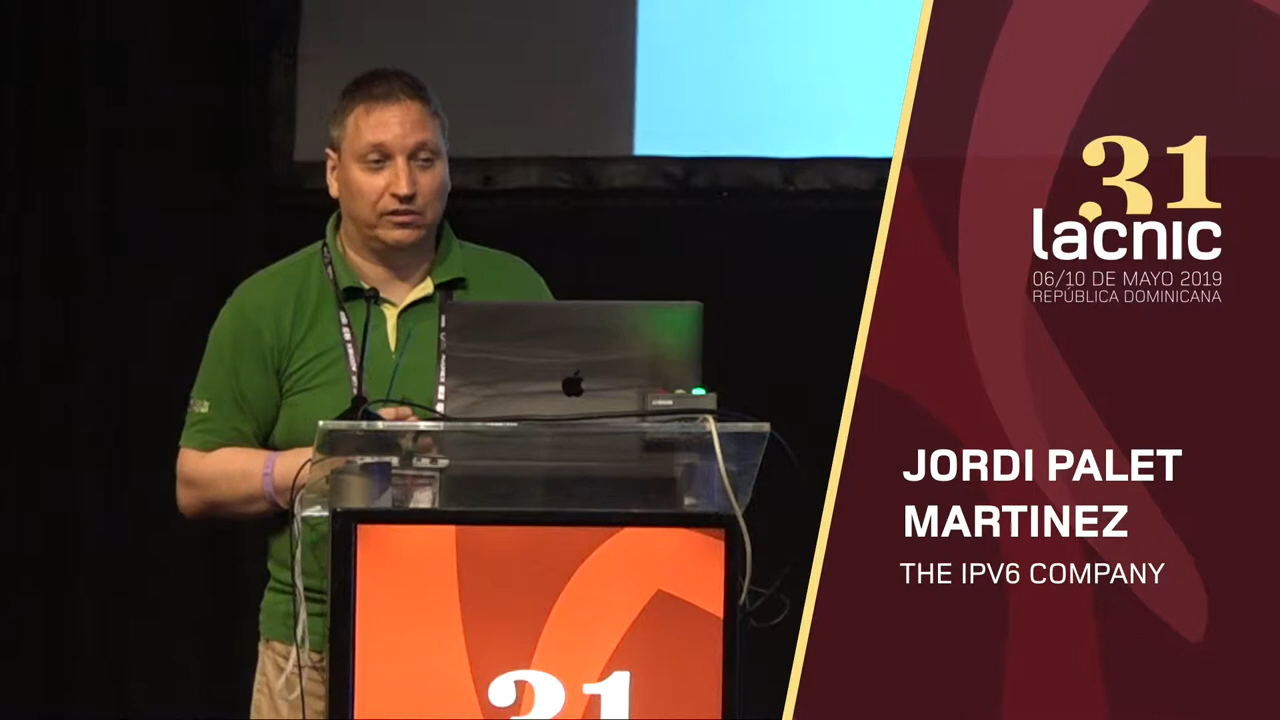 31
lacnic
06/10 DE MAYO 2019
REPÚBLICA DOMINICANA
JORDI PALET
MARTINEZ
THE IPV6 COMPANY
31